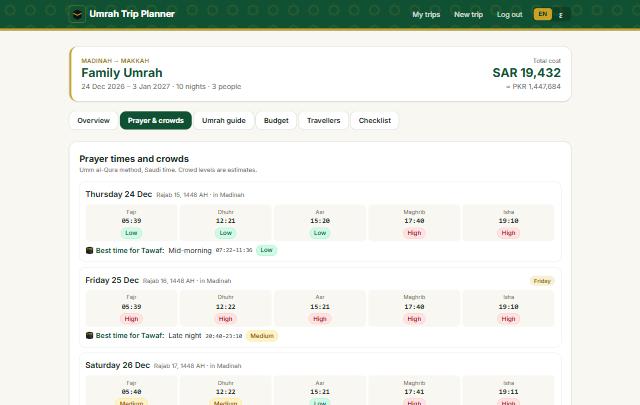 Umrah Trip Planner
My trips New trip Log out EN ع
MADINAH → MAKKAH
Family Umrah
24 Dec 2026 – 3 Jan 2027 · 10 nights · 3 people
Total cost
SAR 19,432
≈ PKR 1,447,684
Overview Prayer & crowds Umrah guide Budget Travellers Checklist
Prayer times and crowds
Umm al-Qura method, Saudi time. Crowd levels are estimates.
Thursday 24 Dec Rajab 15, 1448 AH · in Madinah
Fajr Dhuhr Asr Maghrib Isha
05:39 12:21 15:20 17:40 19:10
Low Low Low High High
Best time for Tawaf: Mid-morning 07:22–11:36 Low
Friday 25 Dec Rajab 16, 1448 AH · in Madinah Friday
Fajr Dhuhr Asr Maghrib Isha
05:39 12:22 15:21 17:40 19:10
High High High High High
Best time for Tawaf: Late night 20:40–23:10 Medium
Saturday 26 Dec Rajab 17, 1448 AH · in Madinah
Fajr Dhuhr Asr Maghrib Isha
05:40 12:22 15:21 17:41 19:11
Medium Medium Low High High